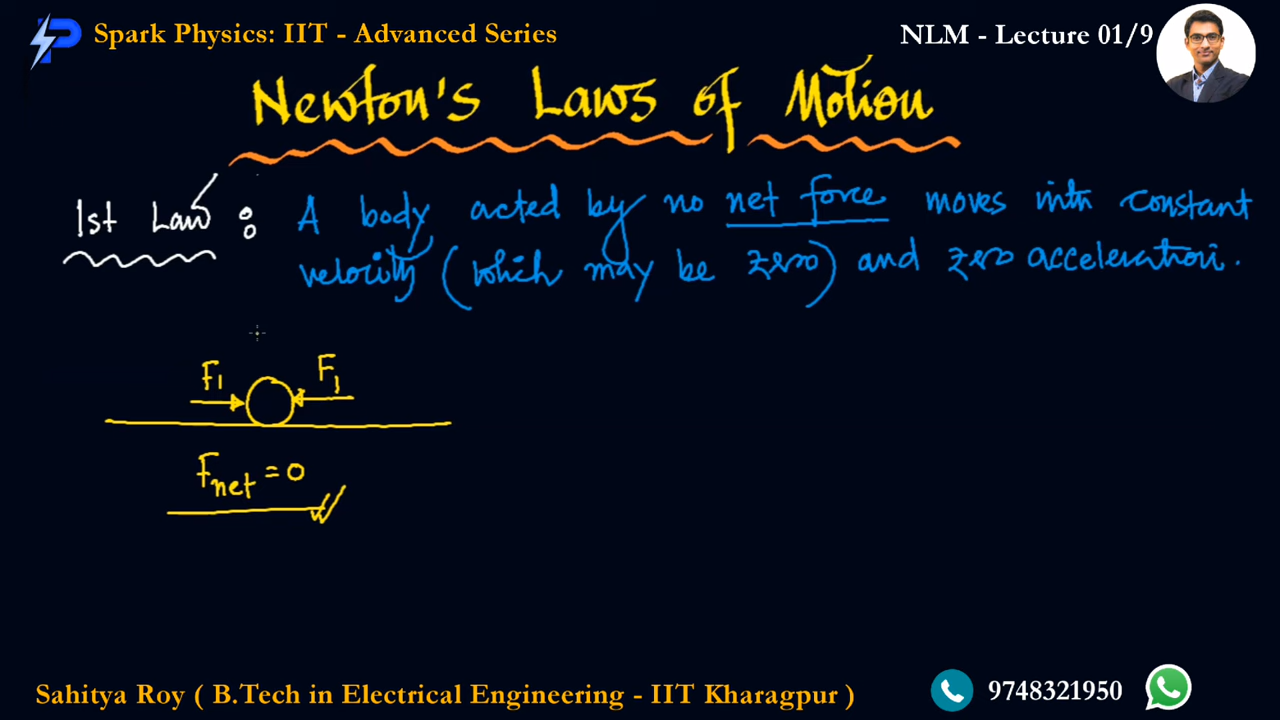 Spark Physics: IIT - Advanced Series
NLM - Lecture 01/9
Newton's Laws of Motion
1st Law : A body acted by no net force moves with constant
velocity (which may be zero) and zero acceleration.
F1 F1
Fnet = 0
Sahitya Roy ( B.Tech in Electrical Engineering - IIT Kharagpur )
9748321950